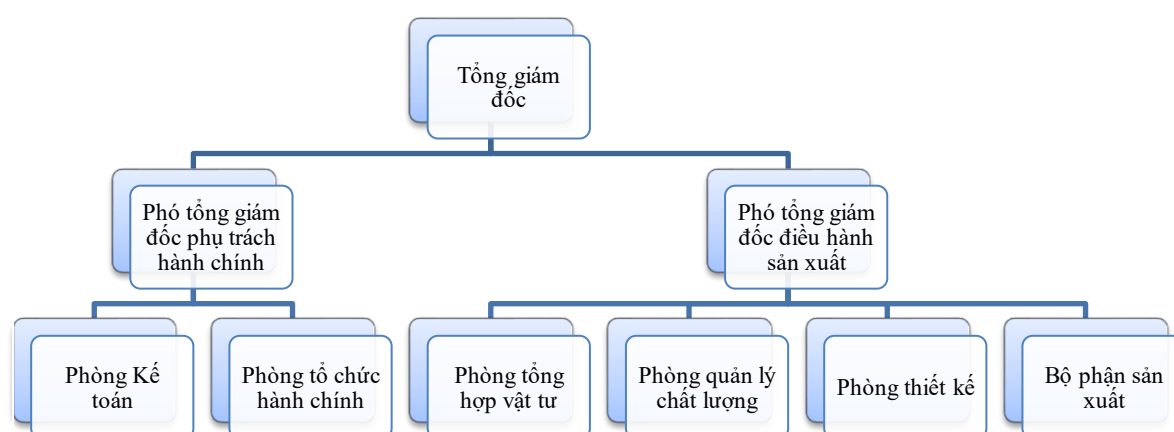 Tổng giám
đốc
Phó tổng giám
đốc phụ trách
hành chính
Phó tổng giám
đốc điều hành
sản xuất
Phòng Kế
toán
Phòng tổ chức
hành chính
Phòng tổng
hợp vật tư
Phòng quản lý
chất lượng
Phòng thiết kế
Bộ phận sản
xuất